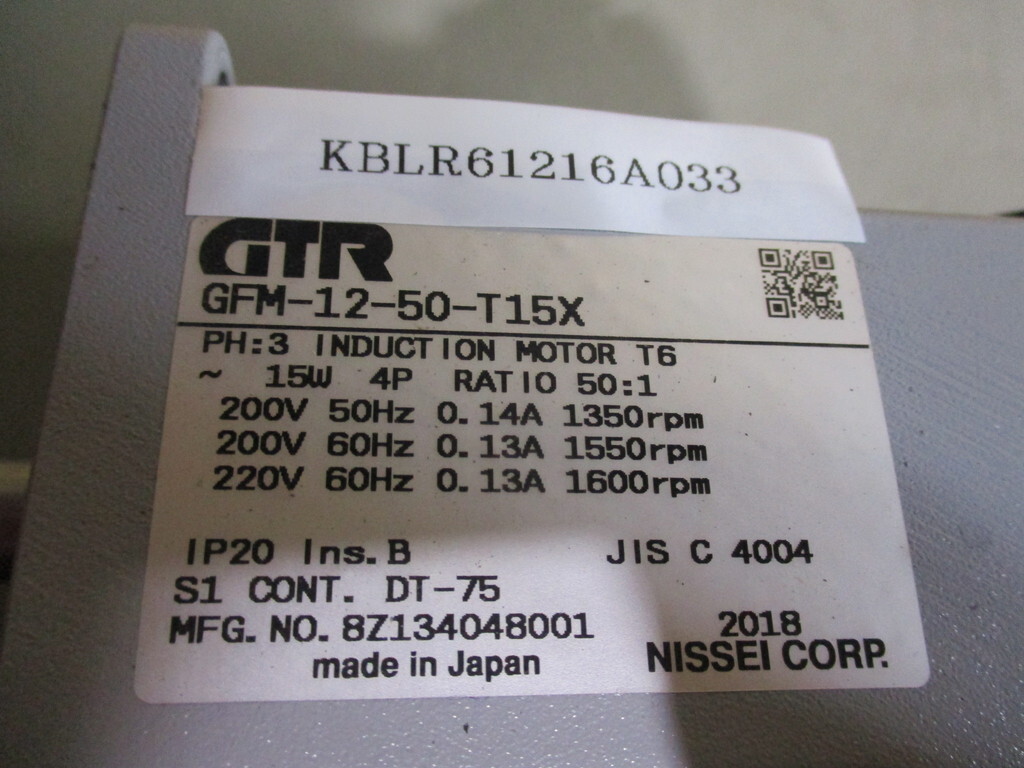 KBLR61216A033
GTR
GFM-12-50-T15X
PH:3 INDUCTION MOTOR T6
~ 15W 4P RATIO 50:1
200V 50Hz 0.14A 1350rpm
200V 60Hz 0.13A 1550rpm
220V 60Hz 0.13A 1600rpm
IP20 Ins.B JIS C 4004
S1 CONT. DT-75
MFG.NO.8Z134048001 2018
made in Japan NISSEI CORP.